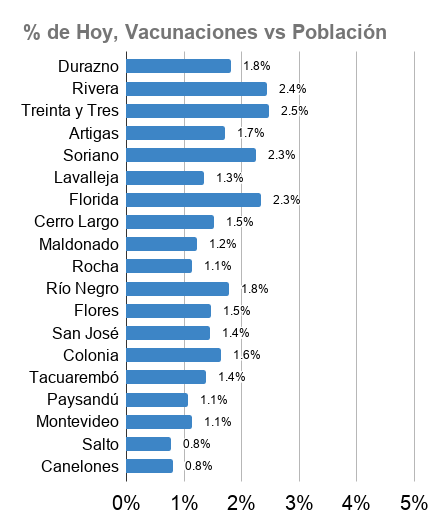 % de Hoy, Vacunaciones vs Población
Durazno 1.8%
Rivera 2.4%
Treinta y Tres 2.5%
Artigas 1.7%
Soriano 2.3%
Lavalleja 1.3%
Florida 2.3%
Cerro Largo 1.5%
Maldonado 1.2%
Rocha 1.1%
Río Negro 1.8%
Flores 1.5%
San José 1.4%
Colonia 1.6%
Tacuarembó 1.4%
Paysandú 1.1%
Montevideo 1.1%
Salto 0.8%
Canelones 0.8%
0% 1% 2% 3% 4% 5%